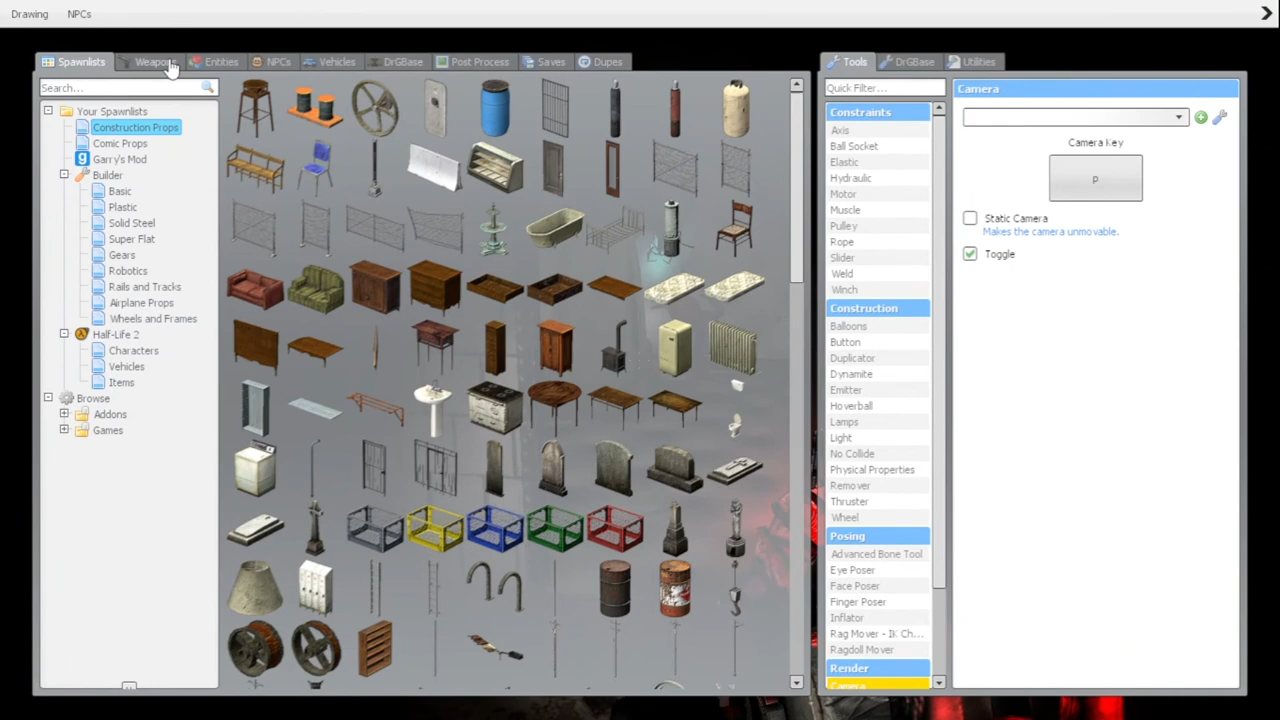 Drawing NPCs
Spawnlists Weapons Entities NPCs Vehicles DrGBase Post Process Saves Dupes
Search...
Your Spawnlists
Construction Props
Comic Props
Garry's Mod
Builder
Basic
Plastic
Solid Steel
Super Flat
Gears
Robotics
Rails and Tracks
Airplane Props
Wheels and Frames
Half-Life 2
Characters
Vehicles
Items
Browse
Addons
Games
Tools DrGBase Utilities
Quick Filter...
Constraints
Axis
Ball Socket
Elastic
Hydraulic
Motor
Muscle
Pulley
Rope
Slider
Weld
Winch
Construction
Balloons
Button
Duplicator
Dynamite
Emitter
Hoverball
Lamps
Light
No Collide
Physical Properties
Remover
Thruster
Wheel
Posing
Advanced Bone Tool
Eye Poser
Face Poser
Finger Poser
Inflator
Rag Mover - IK Ch...
Ragdoll Mover
Render
Camera
Camera
Camera Key
p
Static Camera
Makes the camera unmovable.
Toggle